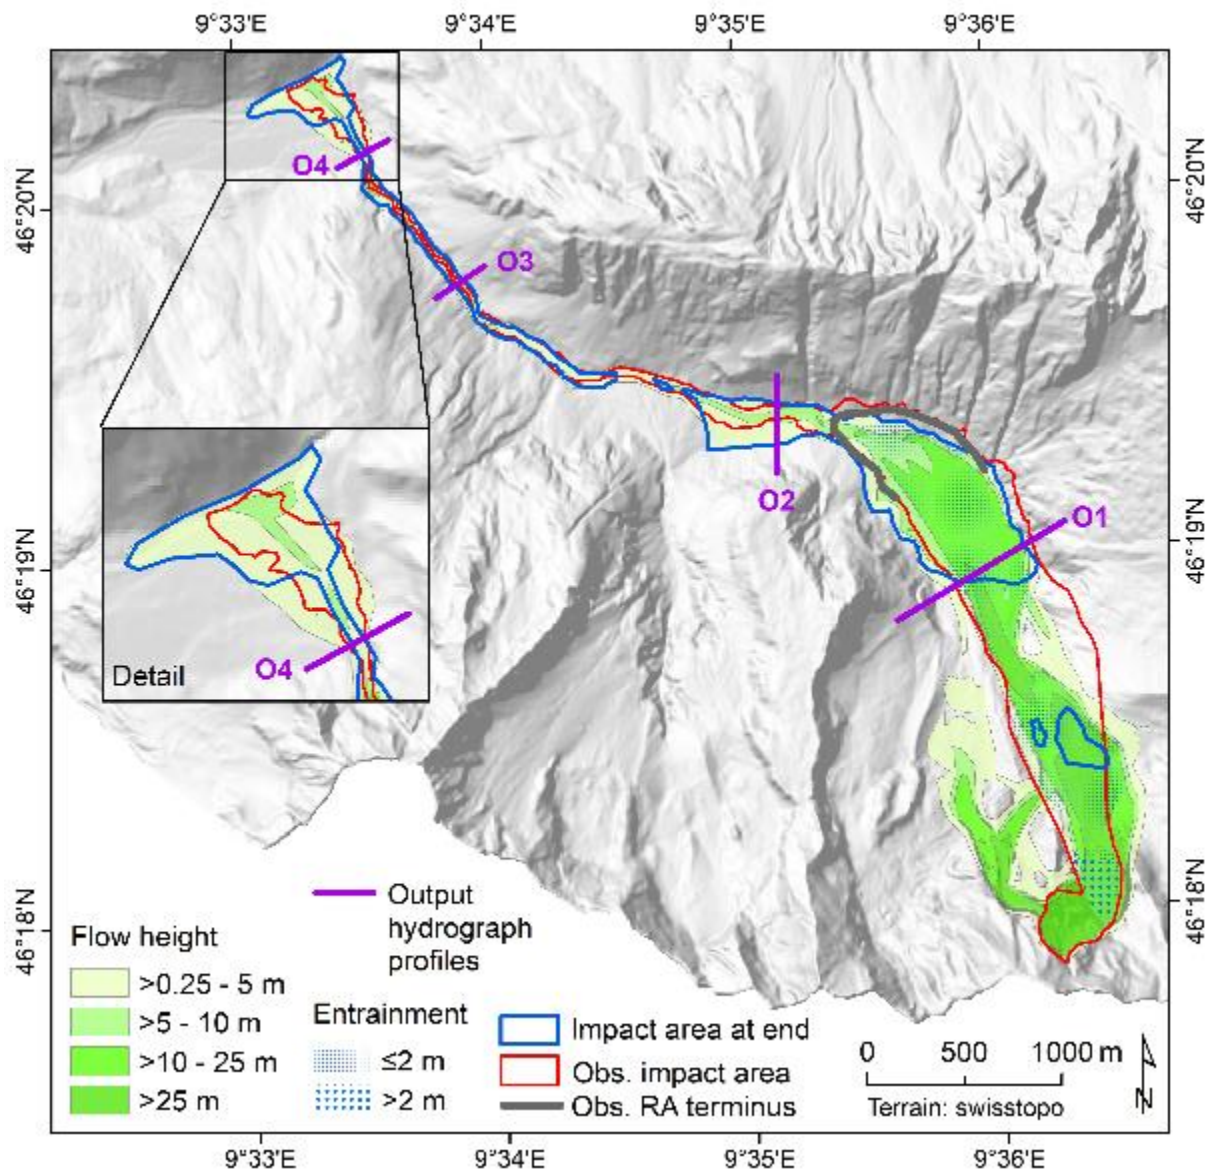 9°33'E 9°34'E 9°35'E 9°36'E
46°20'N
46°20'N
O4
O3
O2
O1
46°19'N
46°19'N
O4
Detail
46°18'N
46°18'N
Output
hydrograph
profiles
Flow height
>0.25 - 5 m
>5 - 10 m
>10 - 25 m
>25 m
Entrainment
≤2 m
>2 m
Impact area at end
Obs. impact area
Obs. RA terminus
0 500 1000 m
Terrain: swisstopo
N
9°33'E 9°34'E 9°35'E 9°36'E